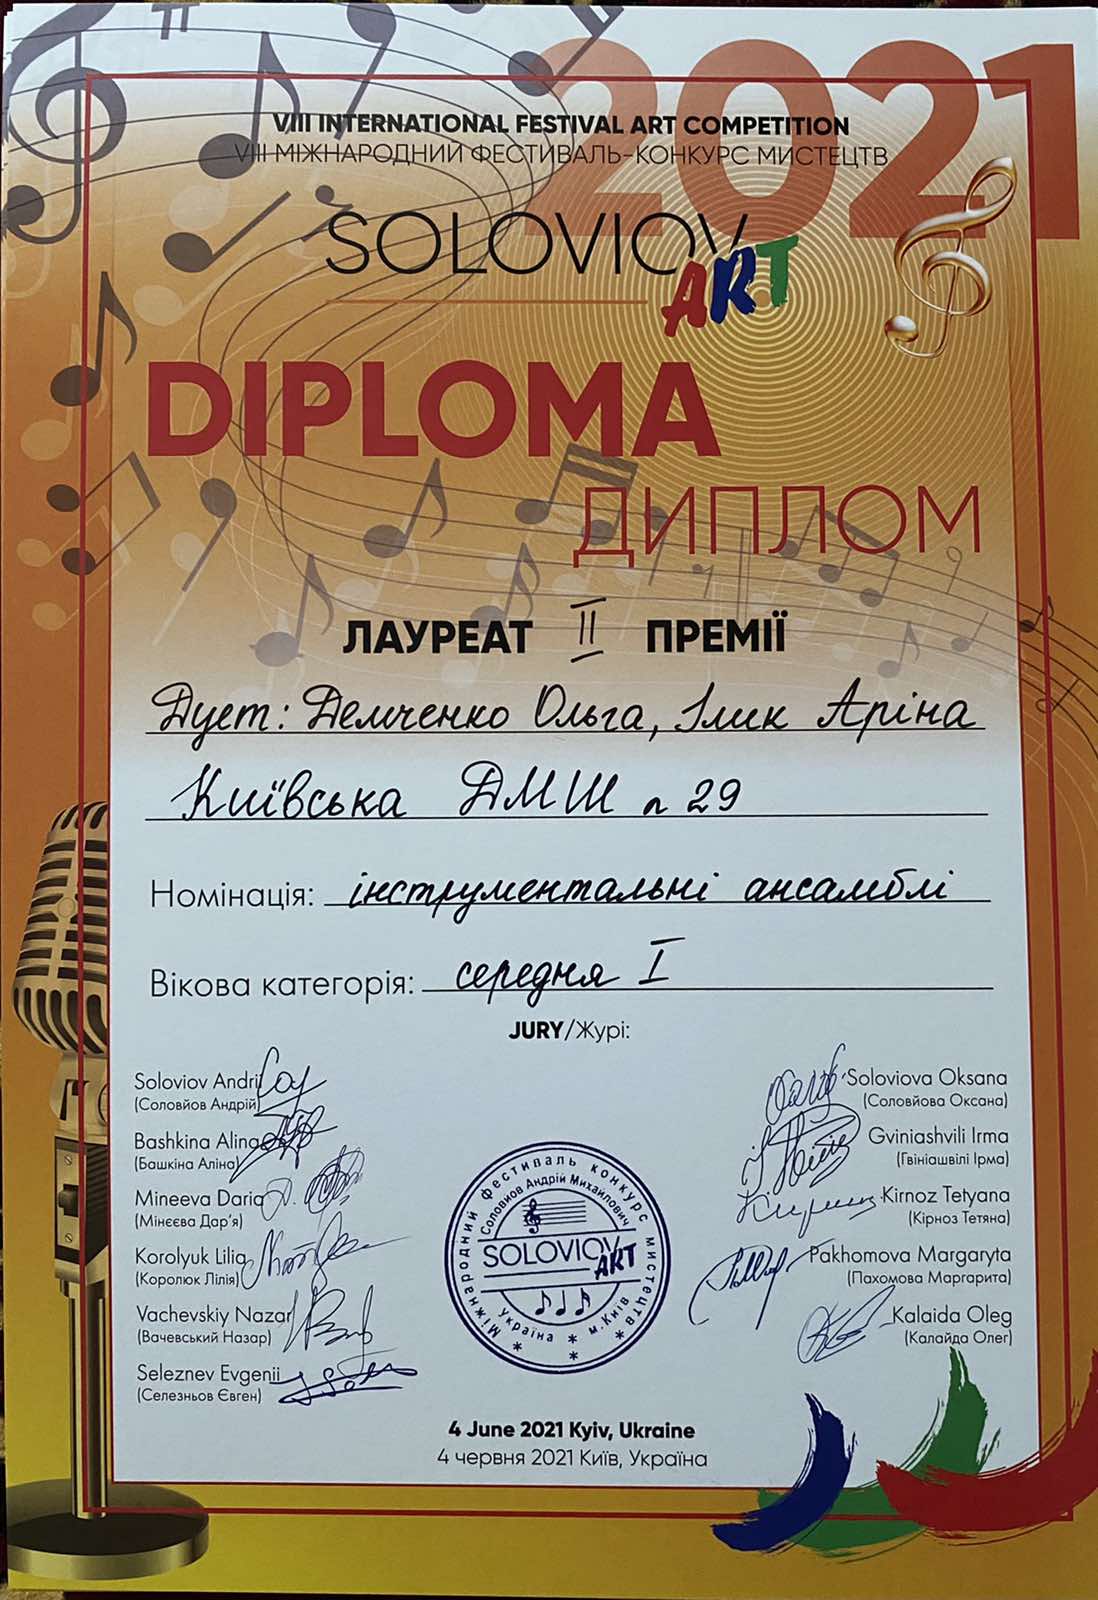 2021
VIII INTERNATIONAL FESTIVAL ART COMPETITION
VIII МІЖНАРОДНИЙ ФЕСТИВАЛЬ-КОНКУРС МИСТЕЦТВ
SOLOVIOV
ART
DIPLOMA
ДИПЛОМ
ЛАУРЕАТ II ПРЕМІЇ
Дует: Демченко Ольга, Ілик Аріна
Київська ДМШ п 29
Номінація: інструментальні ансамблі
Вікова категорія: середня I
JURY/Журі:
Soloviov Andrii
(Соловйов Андрій)
Bashkina Alina
(Башкіна Аліна)
Mineeva Daria
(Мінєєва Дар'я)
Korolyuk Lilia
(Королюк Лілія)
Vachevskiy Nazar
(Вачевський Назар)
Seleznev Evgenii
(Селезньов Євген)
Soloviova Oksana
(Соловйова Оксана)
Gviniashvili Irma
(Гвініашвілі Ірма)
Kirnoz Tetyana
(Кірноз Тетяна)
Pakhomova Margaryta
(Пахомова Маргарита)
Kalaida Oleg
(Калайда Олег)
Міжнародний фестиваль конкурс мистецтв
Соловйов Андрій Михайлович
SOLOVIOV
ART
Україна * м.Київ
4 June 2021 Kyiv, Ukraine
4 червня 2021 Київ, Україна